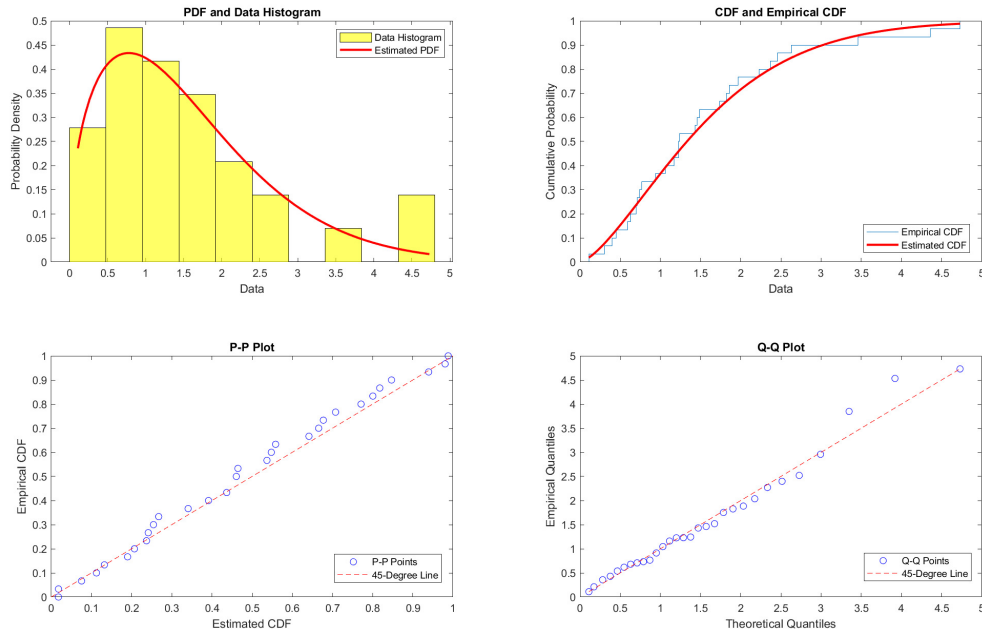 PDF and Data Histogram
0.5
0.45
0.4
0.35
0.3
0.25
0.2
0.15
0.1
0.05
0
Probability Density
Data Histogram
Estimated PDF
0 0.5 1 1.5 2 2.5 3 3.5 4 4.5 5
Data
CDF and Empirical CDF
1
0.9
0.8
0.7
0.6
0.5
0.4
0.3
0.2
0.1
0
Cumulative Probability
Empirical CDF
Estimated CDF
0 0.5 1 1.5 2 2.5 3 3.5 4 4.5 5
Data
P-P Plot
1
0.9
0.8
0.7
0.6
0.5
0.4
0.3
0.2
0.1
0
Empirical CDF
P-P Points
45-Degree Line
0 0.1 0.2 0.3 0.4 0.5 0.6 0.7 0.8 0.9 1
Estimated CDF
Q-Q Plot
5
4.5
4
3.5
3
2.5
2
1.5
1
0.5
0
Empirical Quantiles
Q-Q Points
45-Degree Line
0 0.5 1 1.5 2 2.5 3 3.5 4 4.5 5
Theoretical Quantiles